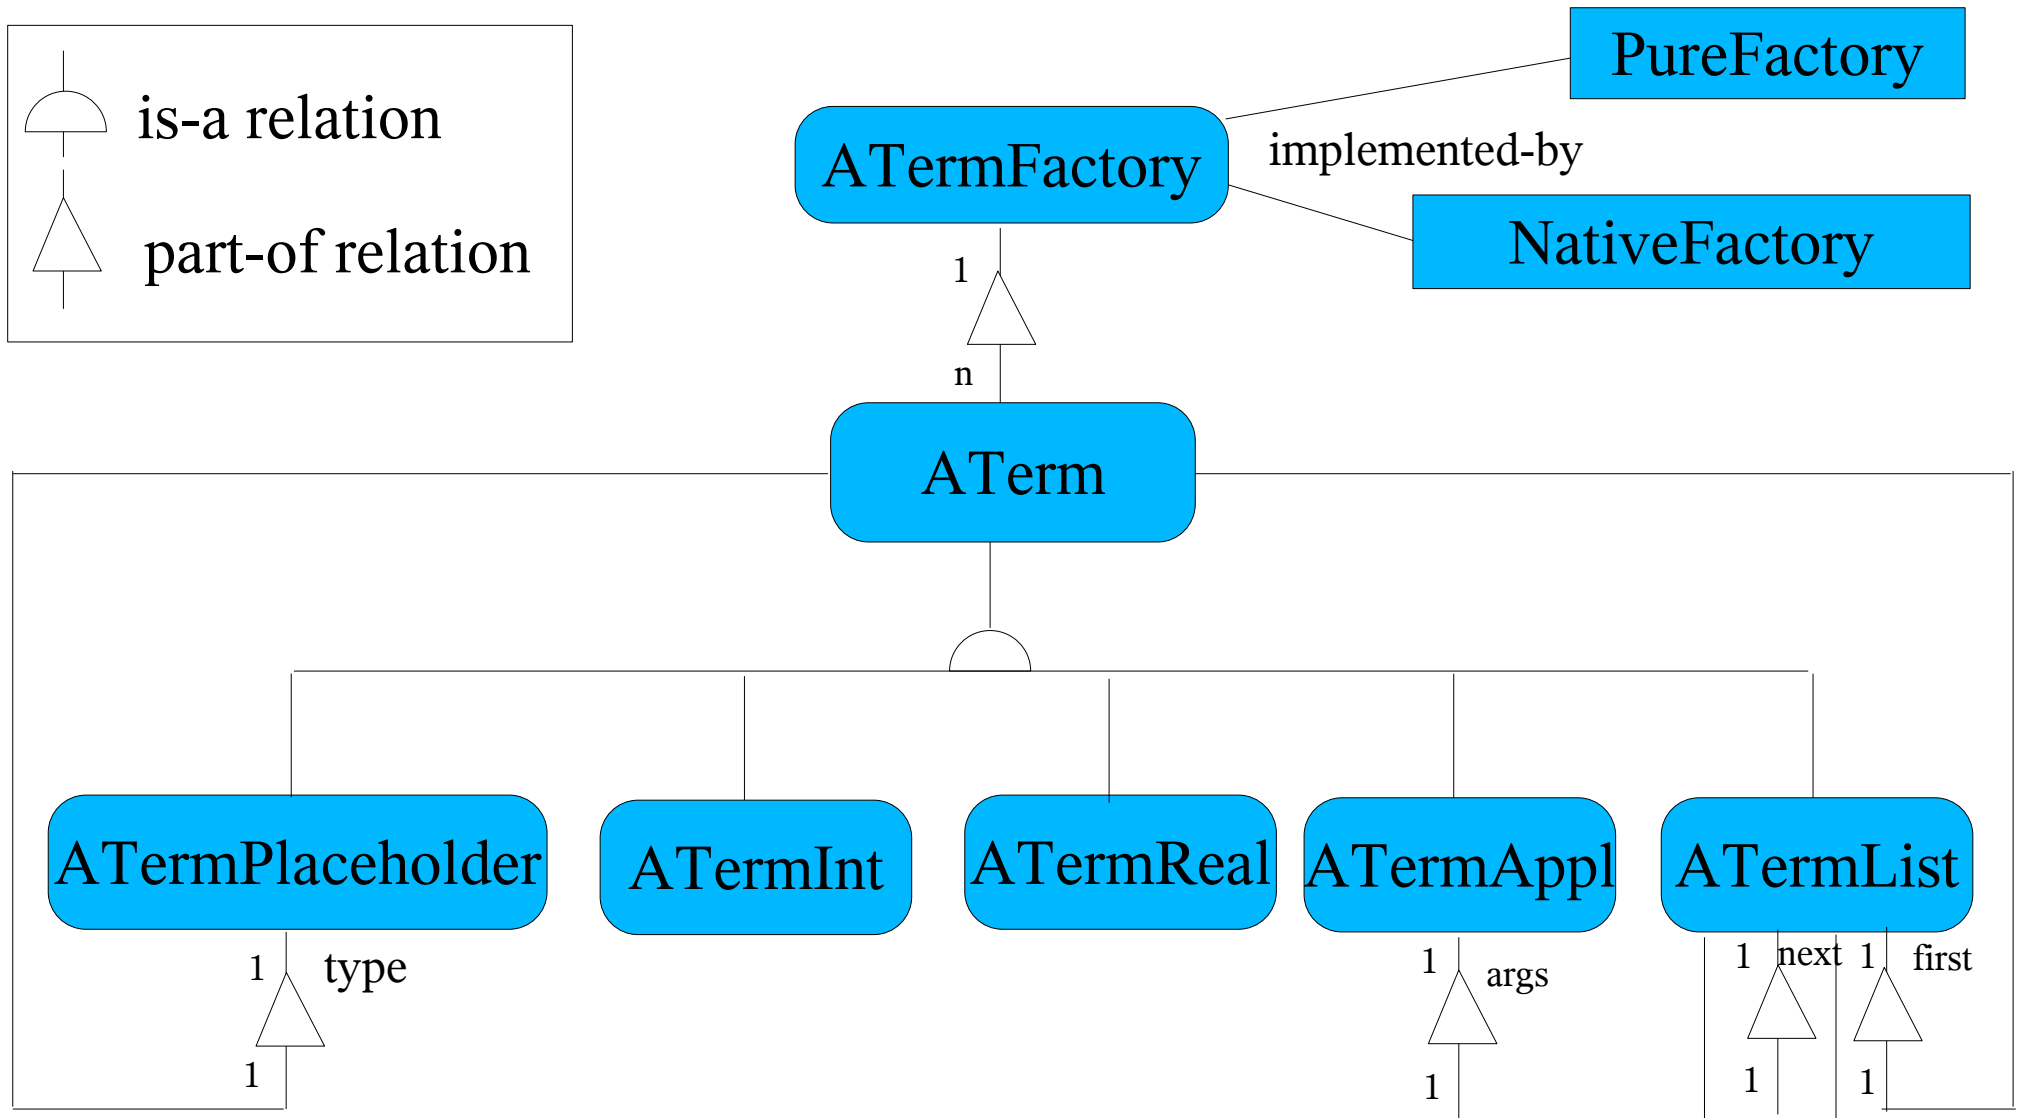 PureFactory
is-a relation
ATermFactory
implemented-by
part-of relation
NativeFactory
1
n
ATerm
ATermPlaceholder
ATermInt
ATermReal
ATermAppl
ATermList
1 type
1 args
1 next
1 first
1
1
1
1